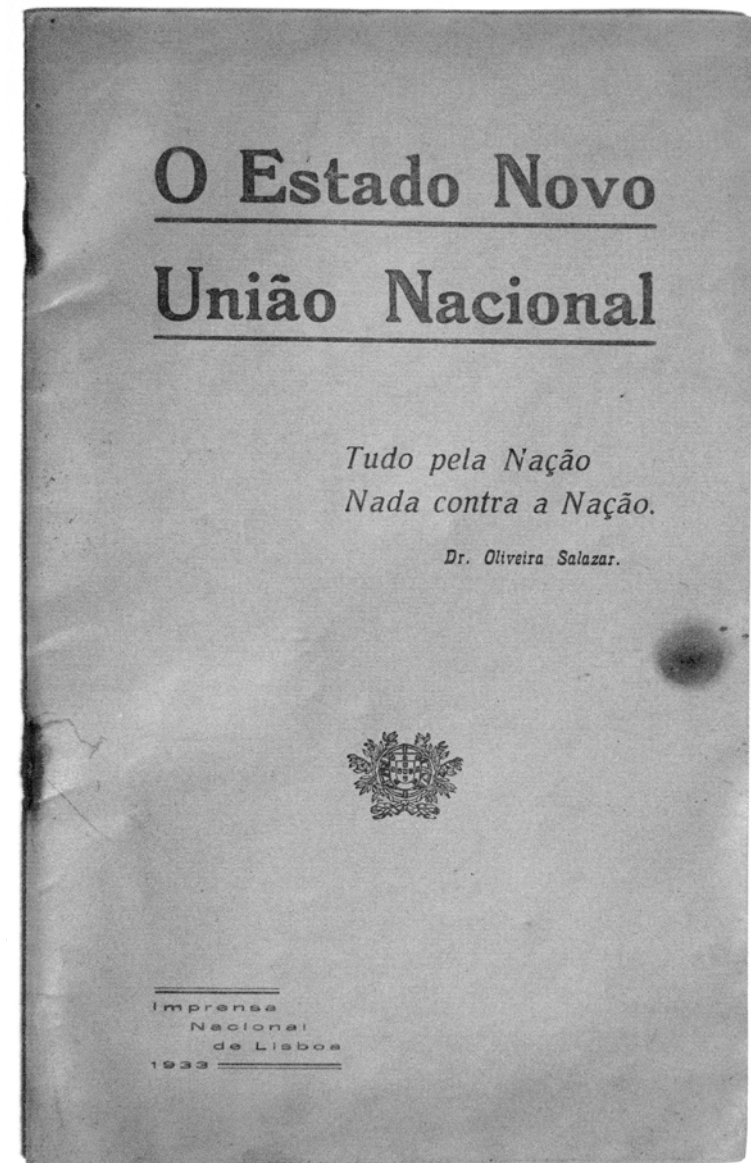 O Estado Novo
União Nacional
Tudo pela Nação
Nada contra a Nação.
Dr. Oliveira Salazar.
Imprensa
Nacional
de Lisboa
1933